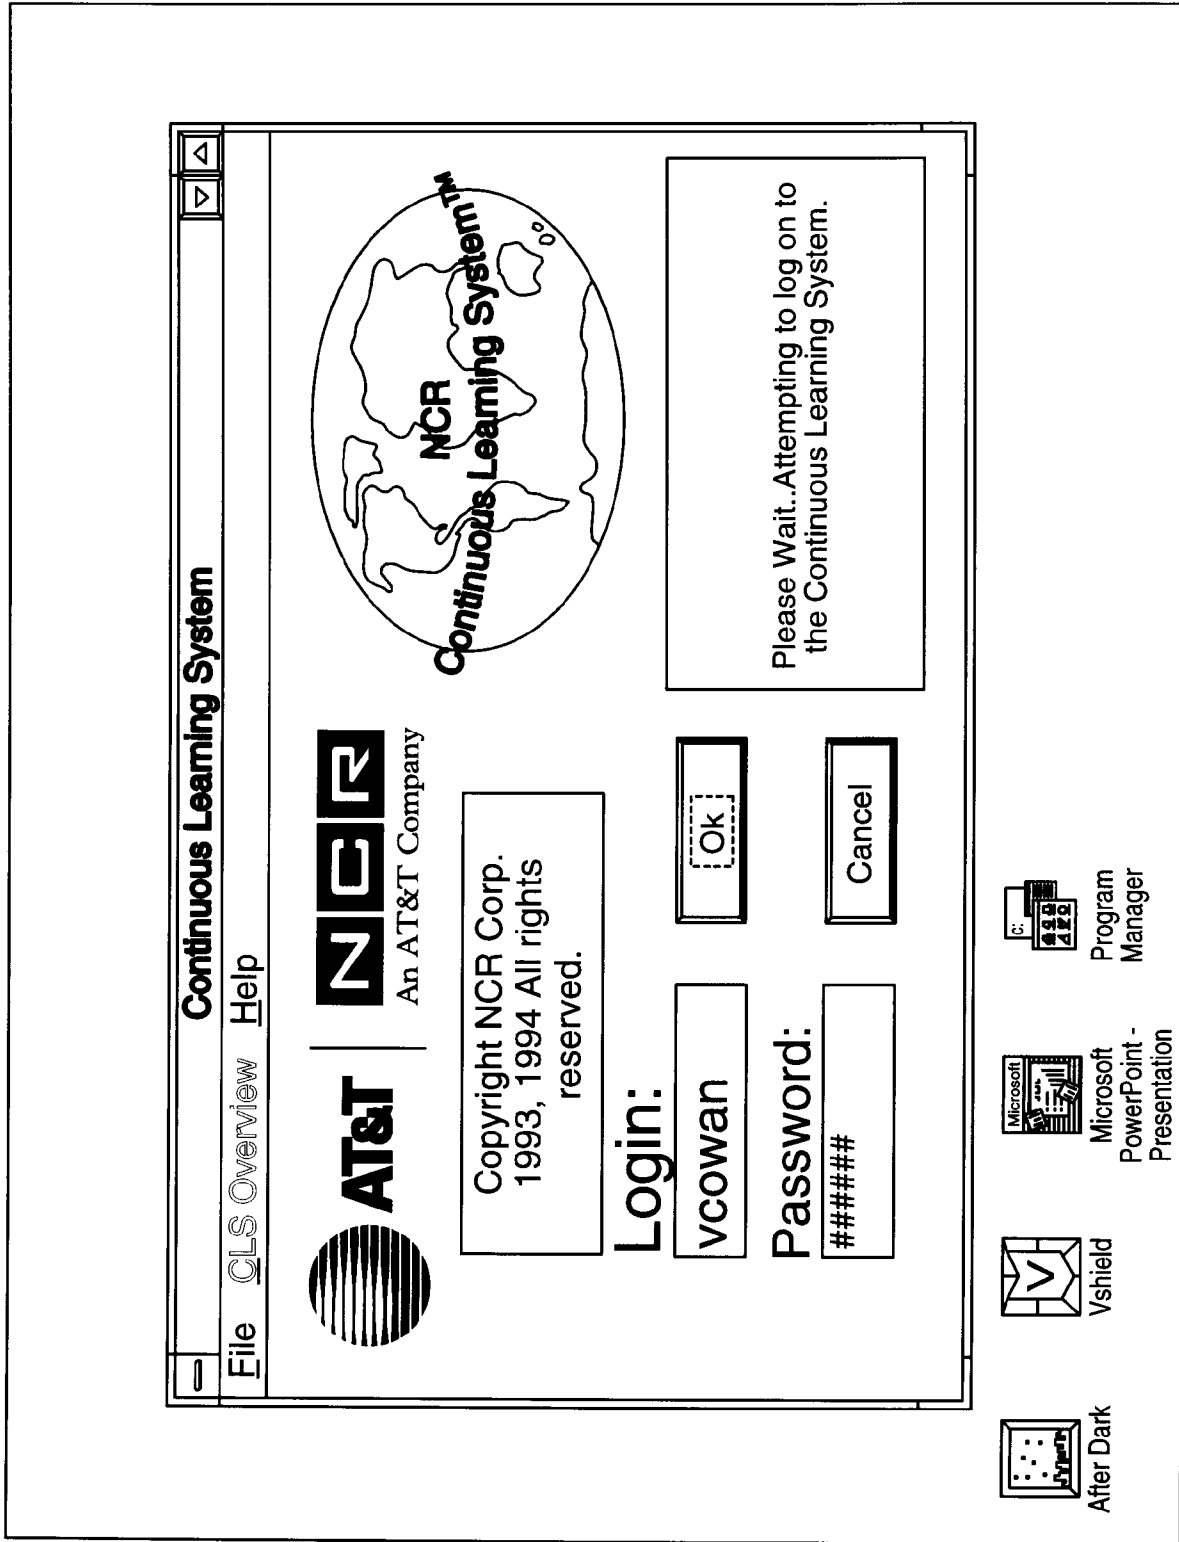 Continuous Learning System
File CLS Overview Help
AT&T
NCR
An AT&T Company
NCR
Continuous Learning System™
Copyright NCR Corp.
1993, 1994 All rights
reserved.
Login:
vcowan
Ok
Password:
######
Cancel
Please Wait..Attempting to log on to
the Continuous Learning System.
After Dark
V
Vshield
Microsoft
Microsoft
PowerPoint -
Presentation
C:
Program
Manager